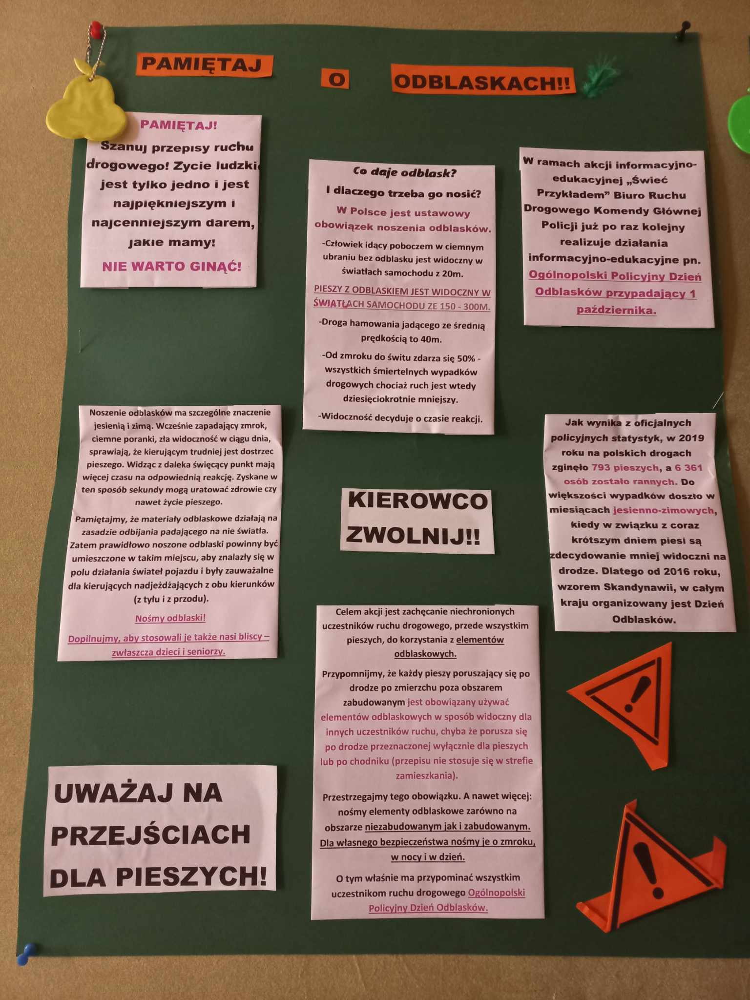 PAMIĘTAJ
O
ODBLASKACH!!
PAMIĘTAJ!
Szanuj przepisy ruchu
drogowego! Zycie ludzki
jest tylko jedno i jest
najpiękniejszym i
najcenniejszym darem,
jakie mamy!
NIE WARTO GINĄĆ!
Co daje odblask?
I dlaczego trzeba go nosić?
W Polsce jest ustawowy
obowiązek noszenia odblasków.
-Człowiek idący poboczem w ciemnym
ubraniu bez odblasku jest widoczny w
światłach samochodu z 20m.
PIESZY Z ODBLASKIEM JEST WIDOCZNY W
ŚWIATŁACH SAMOCHODU ZE 150 - 300M.
-Droga hamowania jadącego ze średnią
prędkością to 40m.
-Od zmroku do świtu zdarza się 50% -
wszystkich śmiertelnych wypadków
drogowych chociaż ruch jest wtedy
dziesięciokrotnie mniejszy.
-Widoczność decyduje o czasie reakcji.
W ramach akcji informacyjno-
edukacyjnej „Świeć
Przykładem” Biuro Ruchu
Drogowego Komendy Głównej
Policji już po raz kolejny
realizuje działania
informacyjno-edukacyjne pn.
Ogólnopolski Policyjny Dzień
Odblasków przypadający 1
października.
Noszenie odblasków ma szczególne znaczenie
jesienią i zimą. Wcześnie zapadający zmrok,
ciemne poranki, zła widoczność w ciągu dnia,
sprawiają, że kierującym trudniej jest dostrzec
pieszego. Widząc z daleka święcący punkt mają
więcej czasu na odpowiednią reakcję. Zyskane w
ten sposób sekundy mogą uratować zdrowie czy
nawet życie pieszego.
Pamiętajmy, że materiały odblaskowe działają na
zasadzie odbijania padającego na nie światła.
Zatem prawidłowo noszone odblaski powinny być
umieszczone w takim miejscu, aby znalazły się w
polu działania świateł pojazdu i były zauważalne
dla kierujących nadjeżdżających z obu kierunków
(z tyłu i z przodu).
Nośmy odblaski!
Dopilnujmy, aby stosowali je także nasi bliscy –
zwłaszcza dzieci i seniorzy.
KIEROWCO
ZWOLNIJ!!
Jak wynika z oficjalnych
policyjnych statystyk, w 2019
roku na polskich drogach
zginęło 793 pieszych, a 6 361
osób zostało rannych. Do
większości wypadków doszło w
miesiącach jesienno-zimowych,
kiedy w związku z coraz
krótszym dniem piesi są
zdecydowanie mniej widoczni na
drodze. Dlatego od 2016 roku,
wzorem Skandynawii, w całym
kraju organizowany jest Dzień
Odblasków.
Celem akcji jest zachęcanie niechronionych
uczestników ruchu drogowego, przede wszystkim
pieszych, do korzystania z elementów
odblaskowych.
Przypomnijmy, że każdy pieszy poruszający się po
drodze po zmierzchu poza obszarem
zabudowanym jest obowiązany używać
elementów odblaskowych w sposób widoczny dla
innych uczestników ruchu, chyba że porusza się
po drodze przeznaczonej wyłącznie dla pieszych
lub po chodniku (przepisu nie stosuje się w strefie
zamieszkania).
Przestrzegajmy tego obowiązku. A nawet więcej:
nośmy elementy odblaskowe zarówno na
obszarze niezabudowanym jak i zabudowanym.
Dla własnego bezpieczeństwa nośmy je o zmroku,
w nocy i w dzień.
O tym właśnie ma przypominać wszystkim
uczestnikom ruchu drogowego Ogólnopolski
Policyjny Dzień Odblasków.
UWAŻAJ NA
PRZEJŚCIACH
DLA PIESZYCH!
!
!